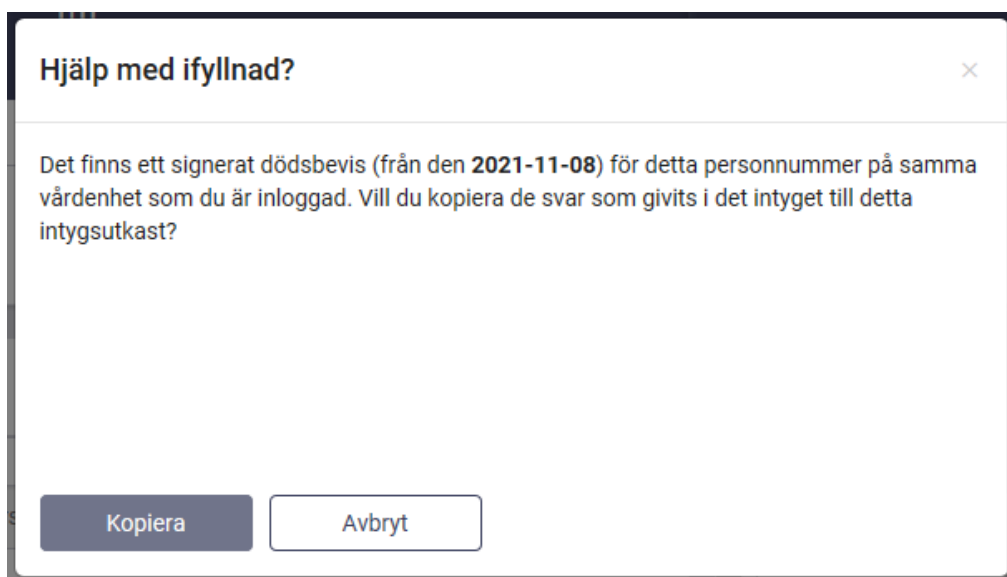 Hjälp med ifyllnad?
×
Det finns ett signerat dödsbevis (från den 2021-11-08) för detta personnummer på samma
vårdenhet som du är inloggad. Vill du kopiera de svar som givits i det intyget till detta
intygsutkast?
Kopiera
Avbryt